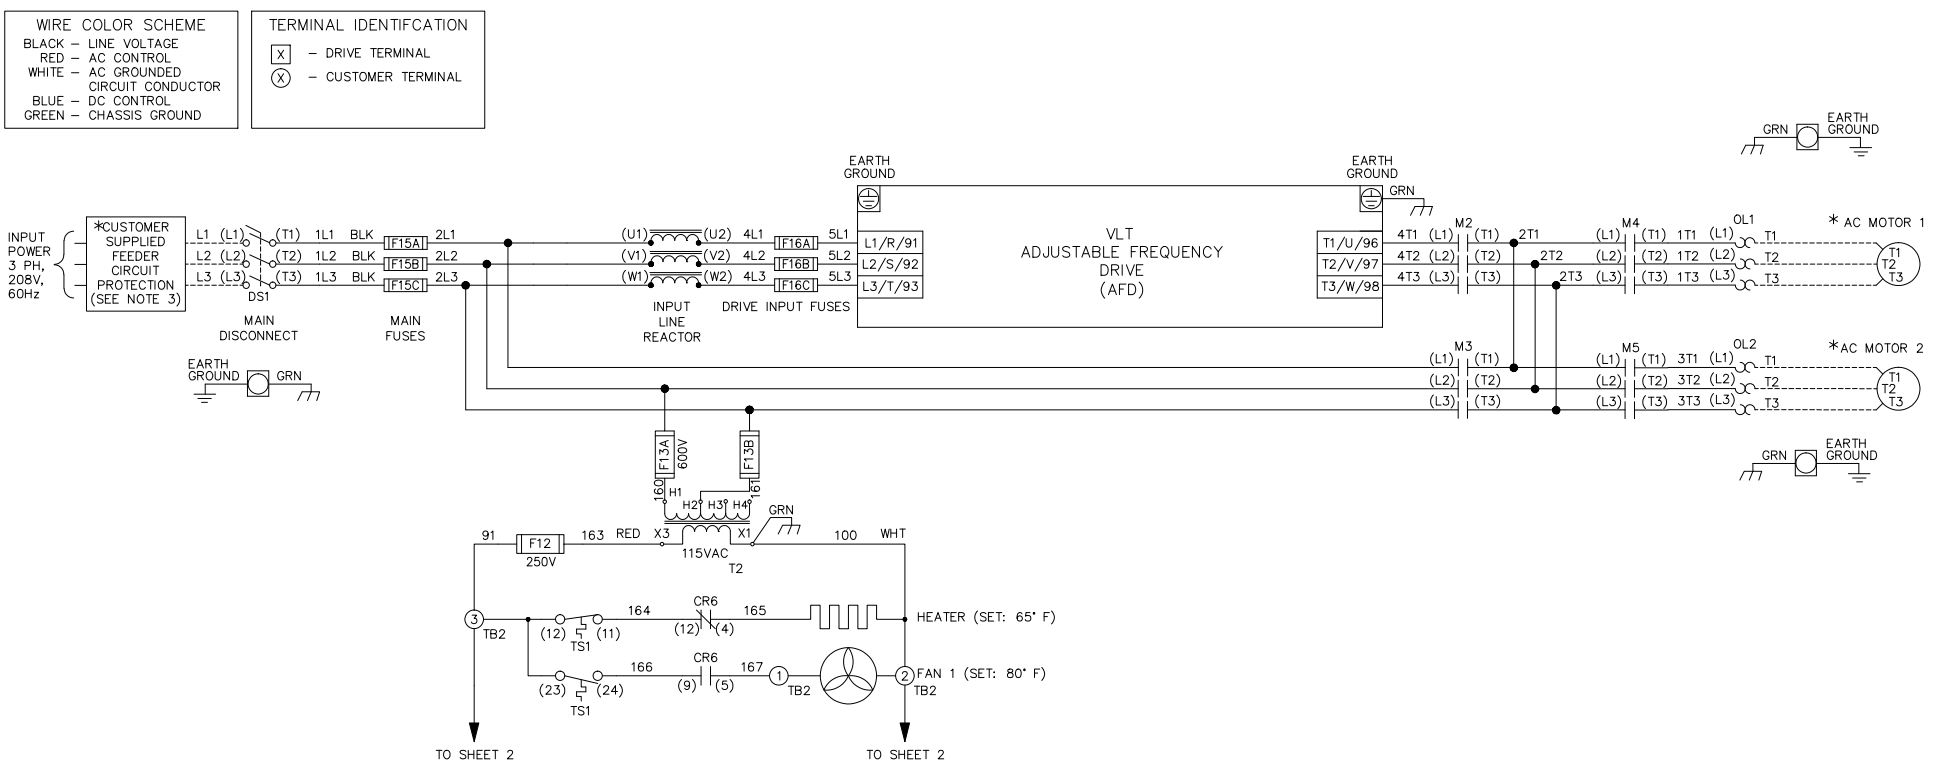 WIRE COLOR SCHEME
BLACK – LINE VOLTAGE
RED – AC CONTROL
WHITE – AC GROUNDED
CIRCUIT CONDUCTOR
BLUE – DC CONTROL
GREEN – CHASSIS GROUND
TERMINAL IDENTIFCATION
X – DRIVE TERMINAL
X – CUSTOMER TERMINAL
GRN
EARTH
GROUND
EARTH
GROUND
EARTH
GROUND
GRN
INPUT
POWER
3 PH,
208V,
60Hz
*CUSTOMER
SUPPLIED
FEEDER
CIRCUIT
PROTECTION
(SEE NOTE 3)
L1 (L1) (T1) 1L1 BLK F15A 2L1 (U1) (U2) 4L1 F16A 5L1 L1/R/91
L2 (L2) (T2) 1L2 BLK F15B 2L2 (V1) (V2) 4L2 F16B 5L2 L2/S/92
L3 (L3) (T3) 1L3 BLK F15C 2L3 (W1) (W2) 4L3 F16C 5L3 L3/T/93
DS1
MAIN
DISCONNECT
MAIN
FUSES
INPUT
LINE
REACTOR
DRIVE INPUT FUSES
VLT
ADJUSTABLE FREQUENCY
DRIVE
(AFD)
M2 M4 OL1 * AC MOTOR 1
T1/U/96 4T1 (L1) (T1) 2T1 (L1) (T1) 1T1 (L1) T1
T2/V/97 4T2 (L2) (T2) 2T2 (L2) (T2) 1T2 (L2) T2
T3/W/98 4T3 (L3) (T3) 2T3 (L3) (T3) 1T3 (L3) T3
T1
T2
T3
EARTH
GROUND
GRN
M3 M5 OL2 *AC MOTOR 2
(L1) (T1) (L1) (T1) 3T1 (L1) T1
(L2) (T2) (L2) (T2) 3T2 (L2) T2
(L3) (T3) (L3) (T3) 3T3 (L3) T3
T1
T2
T3
GRN
EARTH
GROUND
F13A
600V
F13B
160
161
H1
H2 H3 H4
GRN
91 F12 163 RED X3 X1 100 WHT
250V
115VAC
T2
3
TB2
164 CR6 165
(12) (11) (12) (4)
TS1
HEATER (SET: 65° F)
166 CR6 167 1
(23) (24) (9) (5) TB2
TS1
2 FAN 1 (SET: 80° F)
TB2
TO SHEET 2
TO SHEET 2